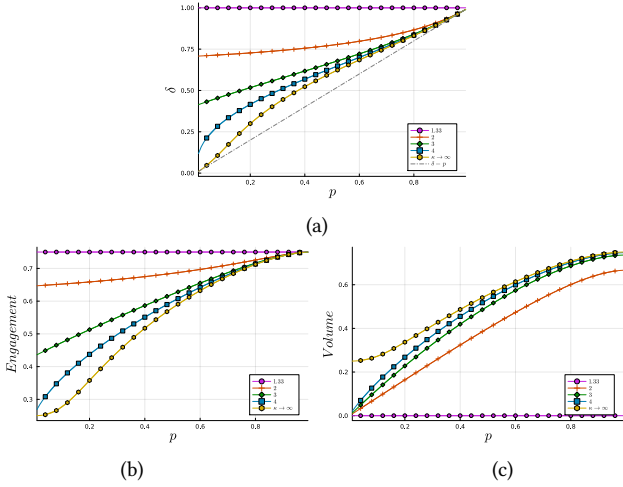 1.00
0.75
0.50
0.25
0.00
δ
0.2
0.4
0.6
0.8
p
1.33
2
3
4
κ → ∞
δ = p
(a)
0.7
0.6
0.5
0.4
0.3
Engagement
0.2
0.4
0.6
0.8
p
1.33
2
3
4
κ → ∞
(b)
0.6
0.4
0.2
0.0
Volume
0.2
0.4
0.6
0.8
p
1.33
2
3
4
κ → ∞
(c)